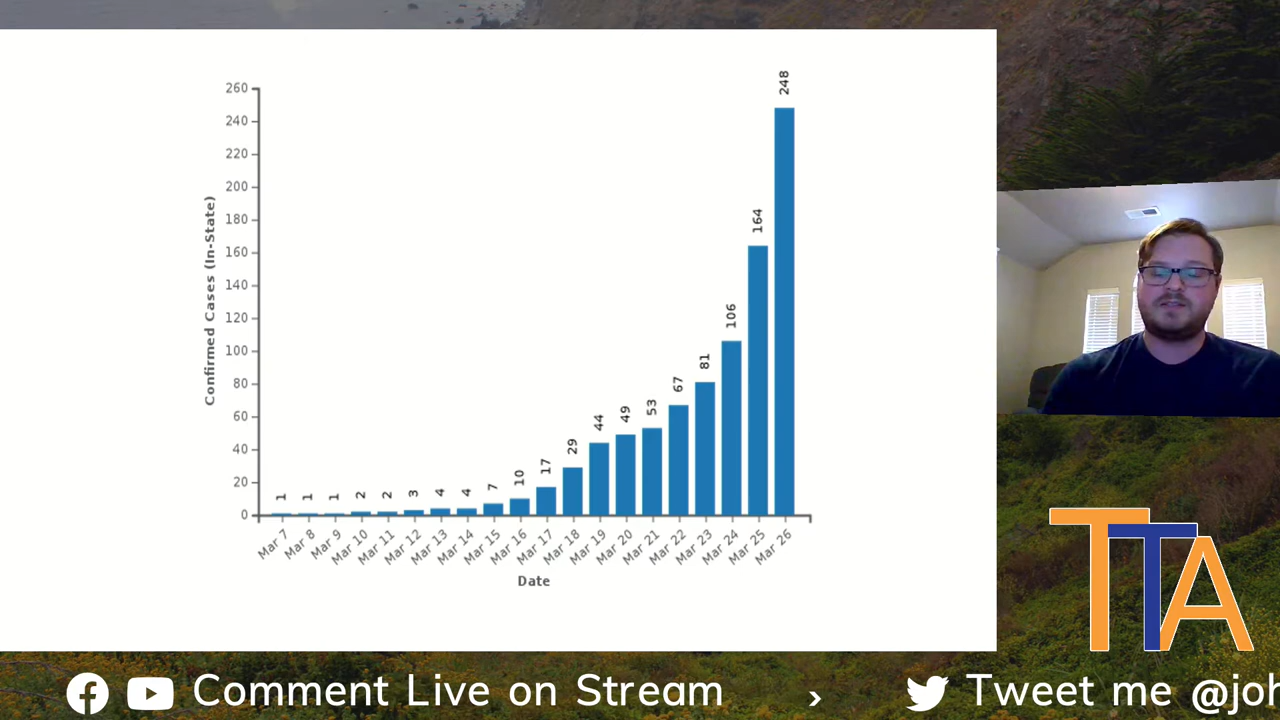 260
240
220
200
180
160
140
120
100
80
60
40
20
0
Confirmed Cases (In-State)
1
1
1
2
2
3
4
4
7
10
17
29
44
49
53
67
81
106
164
248
Mar 7
Mar 8
Mar 9
Mar 10
Mar 11
Mar 12
Mar 13
Mar 14
Mar 15
Mar 16
Mar 17
Mar 18
Mar 19
Mar 20
Mar 21
Mar 22
Mar 23
Mar 24
Mar 25
Mar 26
Date
TTA
Comment Live on Stream › Tweet me @joh